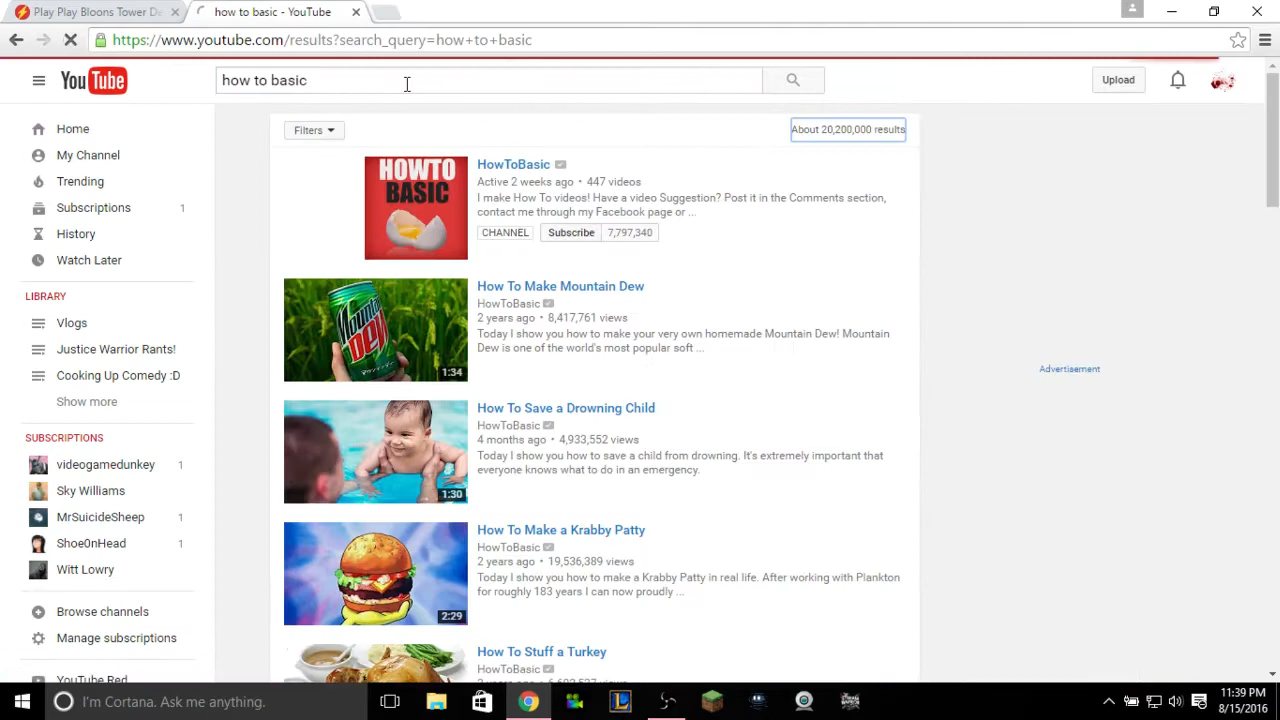 Play Play Bloons Tower De
how to basic - YouTube
https://www.youtube.com/results?search_query=how+to+basic
YouTube
how to basic
Upload
Home
My Channel
Trending
Subscriptions 1
History
Watch Later
LIBRARY
Vlogs
Justice Warrior Rants!
Cooking Up Comedy :D
Show more
SUBSCRIPTIONS
videogamedunkey 1
Sky Williams
MrSuicideSheep 1
Shoe0nHead 1
Witt Lowry
Browse channels
Manage subscriptions
YouTube Red
Filters
About 20,200,000 results
HOWTO
BASIC
HowToBasic
Active 2 weeks ago • 447 videos
I make How To videos! Have a video Suggestion? Post it in the Comments section,
contact me through my Facebook page or ...
CHANNEL Subscribe 7,797,340
Mountain
Dew
1:34
How To Make Mountain Dew
HowToBasic
2 years ago • 8,417,761 views
Today I show you how to make your very own homemade Mountain Dew! Mountain
Dew is one of the world's most popular soft ...
1:30
How To Save a Drowning Child
HowToBasic
4 months ago • 4,933,552 views
Today I show you how to save a child from drowning. It's extremely important that
everyone knows what to do in an emergency.
2:29
How To Make a Krabby Patty
HowToBasic
2 years ago • 19,536,389 views
Today I show you how to make a Krabby Patty in real life. After working with Plankton
for roughly 183 years I can now proudly ...
How To Stuff a Turkey
HowToBasic
Advertisement
I'm Cortana. Ask me anything.
11:39 PM
8/15/2016